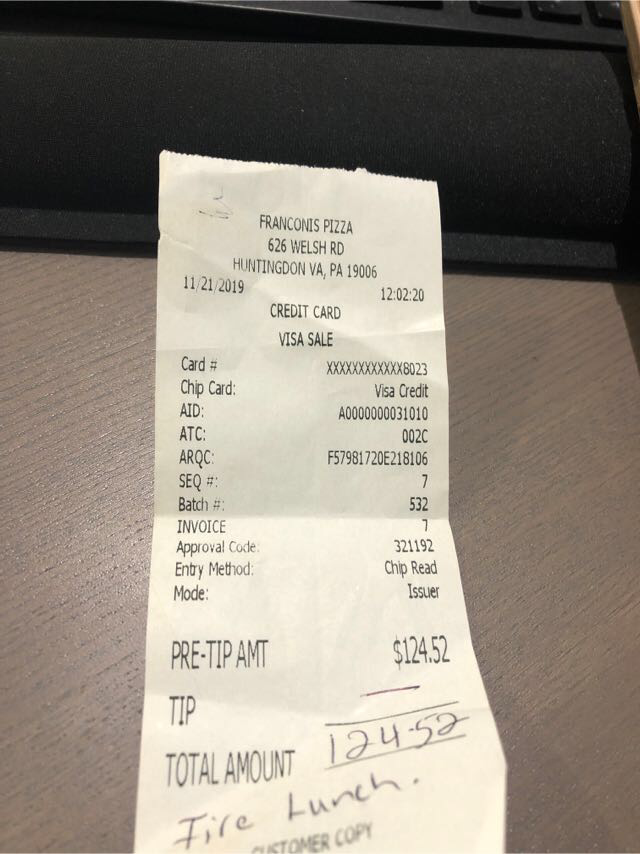 FRANCONIS PIZZA
626 WELSH RD
HUNTINGDON VA, PA 19006
11/21/2019 12:02:20
CREDIT CARD
VISA SALE
Card # XXXXXXXXXXXX8023
Chip Card: Visa Credit
AID: A0000000031010
ATC: 002C
ARQC: F57981720E218106
SEQ #: 7
Batch #: 532
INVOICE 7
Approval Code: 321192
Entry Method: Chip Read
Mode: Issuer
PRE-TIP AMT $124.52
TIP —
TOTAL AMOUNT 124-52
Fire Lunch.
CUSTOMER COPY